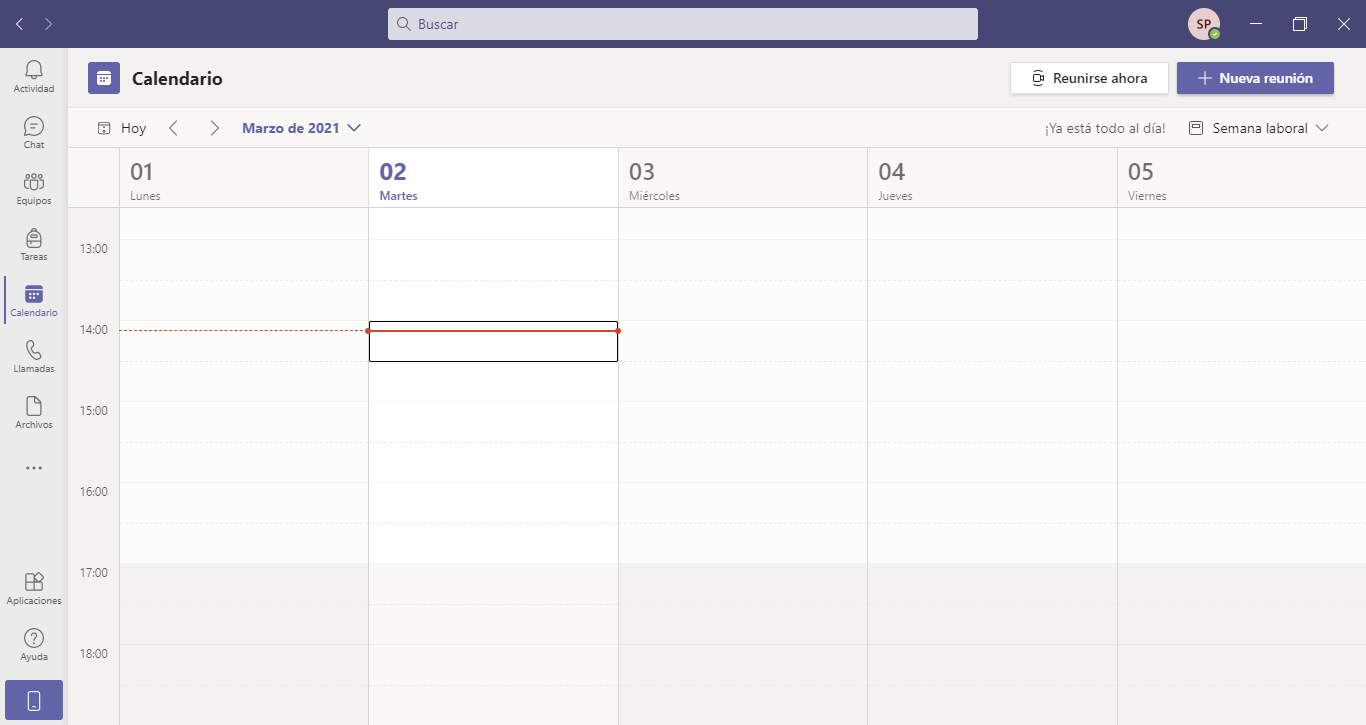 Buscar
SP
Actividad
Chat
Equipos
Tareas
Calendario
Llamadas
Archivos
Aplicaciones
Ayuda
Calendario
Reunirse ahora
Nueva reunión
Hoy
Marzo de 2021
¡Ya está todo al día!
Semana laboral
01
Lunes
02
Martes
03
Miércoles
04
Jueves
05
Viernes
13:00
14:00
15:00
16:00
17:00
18:00